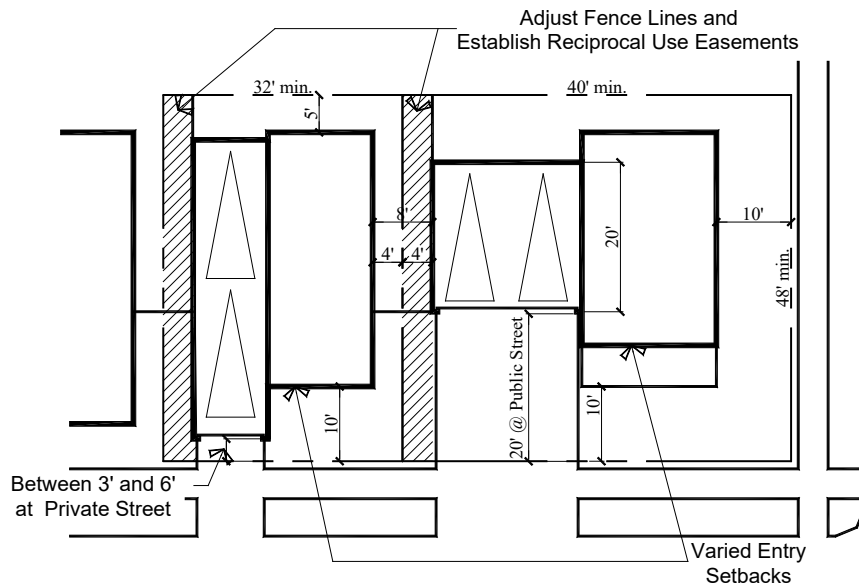 Adjust Fence Lines and
Establish Reciprocal Use Easements
32' min.
40' min.
5'
8'
10'
4'
4'
20'
48' min.
20' @ Public Street
10'
10'
Between 3' and 6'
at Private Street
Varied Entry
Setbacks